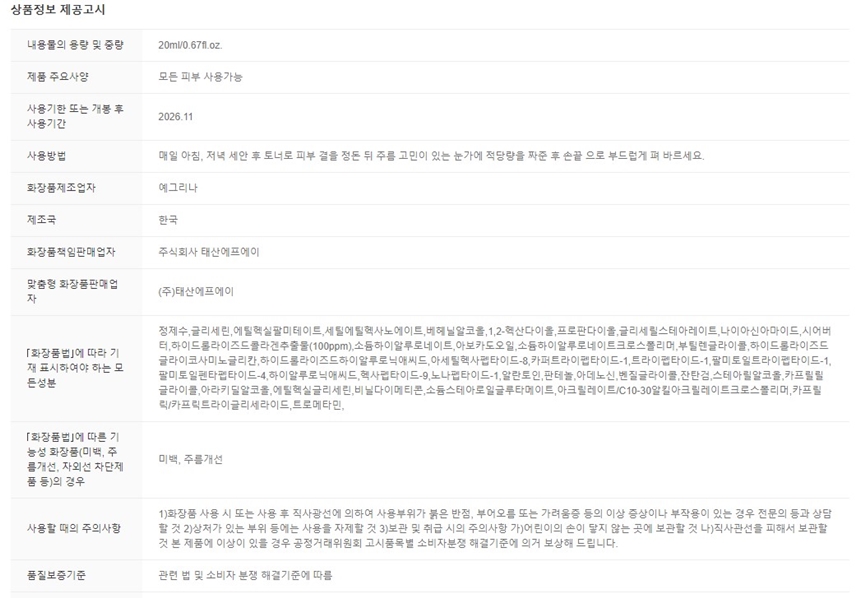 상품정보 제공고시
내용물의 용량 및 중량
20ml/0.67fl.oz.
제품 주요사양
모든 피부 사용가능
사용기한 또는 개봉 후
사용기간
2026.11
사용방법
매일 아침, 저녁 세안 후 토너로 피부 결을 정돈 뒤 주름 고민이 있는 눈가에 적당량을 짜준 후 손끝 으로 부드럽게 펴 바르세요.
화장품제조업자
예그리나
제조국
한국
화장품책임판매업자
주식회사 태산에프에이
맞춤형 화장품판매업
자
(주)태산에프에이
「화장품법」에 따라 기
재 표시하여야 하는 모
든성분
정제수,글리세린,에틸헥실팔미테이트,세틸에틸헥사노에이트,베헤닐알코올,1,2-헥산다이올,프로판다이올,글리세릴스테아레이트,나이아신아마이드,시어버
터,하이드롤라이즈드콜라겐추출물(100ppm),소듐하이알루로네이트,아보카도오일,소듐하이알루로네이트크로스폴리머,부틸렌글라이콜,하이드롤라이즈드
글라이코사미노글리칸,하이드롤라이즈드하이알루로닉애씨드,아세틸헥사펩타이드-8,카퍼트라이펩타이드-1,트라이펩타이드-1,팔미토일트라이펩타이드-1,
팔미토일펜타펩타이드-4,하이알루로닉애씨드,헥사펩타이드-9,노나펩타이드-1,알란토인,판테놀,아데노신,벤질글라이콜,잔탄검,스테아릴알코올,카프릴릴
글라이콜,아라키딜알코올,에틸헥실글리세린,비닐다이메티콘,소듐스테아로일글루타메이트,아크릴레이트/C10-30알킬아크릴레이트크로스폴리머,카프릴
릭/카프릭트라이글리세라이드,트로메타민,
「화장품법」에 따른 기
능성 화장품(미백, 주
름개선, 자외선 차단제
품 등)의 경우
미백, 주름개선
사용할 때의 주의사항
1)화장품 사용 시 또는 사용 후 직사광선에 의하여 사용부위가 붉은 반점, 부어오름 또는 가려움증 등의 이상 증상이나 부작용이 있는 경우 전문의 등과 상담
할 것 2)상처가 있는 부위 등에는 사용을 자제할 것 3)보관 및 취급 시의 주의사항 가)어린이의 손이 닿지 않는 곳에 보관할 것 나)직사관선을 피해서 보관할
것 본 제품에 이상이 있을 경우 공정거래위원회 고시품목별 소비자분쟁 해결기준에 의거 보상해 드립니다.
품질보증기준
관련 법 및 소비자 분쟁 해결기준에 따름